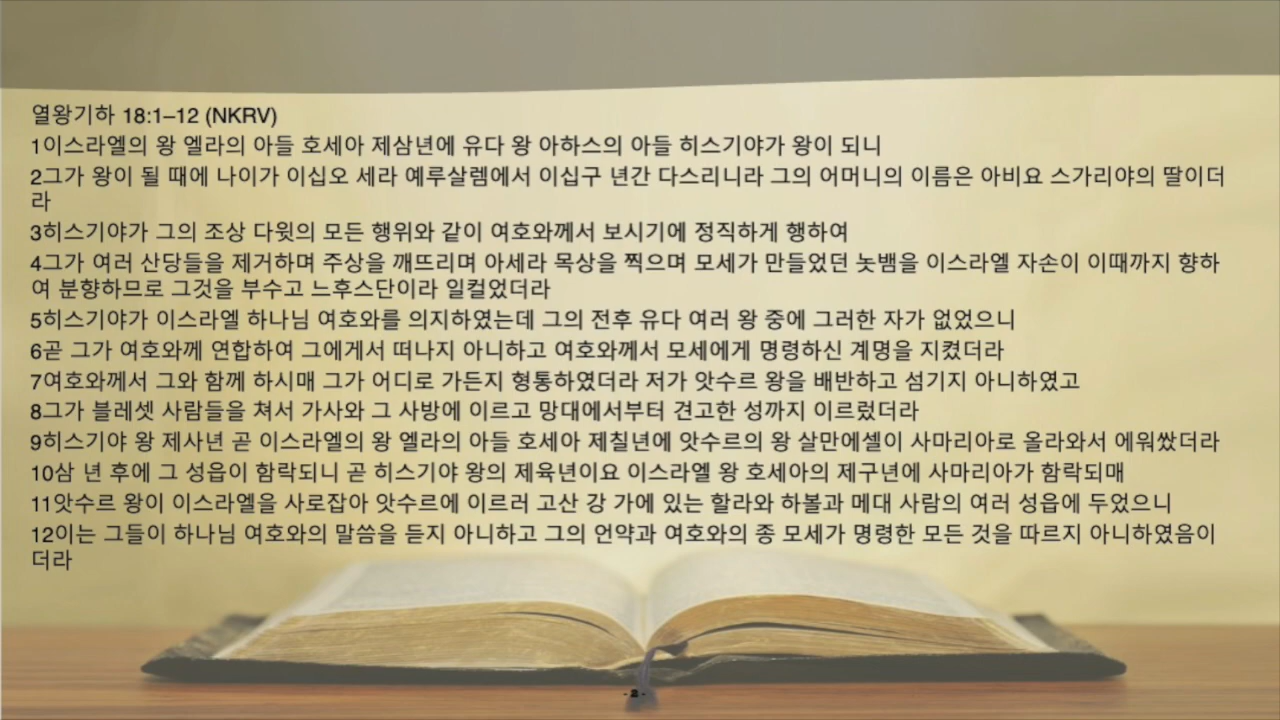 열왕기하 18:1–12 (NKRV)
1이스라엘의 왕 엘라의 아들 호세아 제삼년에 유다 왕 아하스의 아들 히스기야가 왕이 되니
2그가 왕이 될 때에 나이가 이십오 세라 예루살렘에서 이십구 년간 다스리니라 그의 어머니의 이름은 아비요 스가리야의 딸이더
라
3히스기야가 그의 조상 다윗의 모든 행위와 같이 여호와께서 보시기에 정직하게 행하여
4그가 여러 산당들을 제거하며 주상을 깨뜨리며 아세라 목상을 찍으며 모세가 만들었던 놋뱀을 이스라엘 자손이 이때까지 향하
여 분향하므로 그것을 부수고 느후스단이라 일컬었더라
5히스기야가 이스라엘 하나님 여호와를 의지하였는데 그의 전후 유다 여러 왕 중에 그러한 자가 없었으니
6곧 그가 여호와께 연합하여 그에게서 떠나지 아니하고 여호와께서 모세에게 명령하신 계명을 지켰더라
7여호와께서 그와 함께 하시매 그가 어디로 가든지 형통하였더라 저가 앗수르 왕을 배반하고 섬기지 아니하였고
8그가 블레셋 사람들을 쳐서 가사와 그 사방에 이르고 망대에서부터 견고한 성까지 이르렀더라
9히스기야 왕 제사년 곧 이스라엘의 왕 엘라의 아들 호세아 제칠년에 앗수르의 왕 살만에셀이 사마리아로 올라와서 에워쌌더라
10삼 년 후에 그 성읍이 함락되니 곧 히스기야 왕의 제육년이요 이스라엘 왕 호세아의 제구년에 사마리아가 함락되매
11앗수르 왕이 이스라엘을 사로잡아 앗수르에 이르러 고산 강 가에 있는 할라와 하볼과 메대 사람의 여러 성읍에 두었으니
12이는 그들이 하나님 여호와의 말씀을 듣지 아니하고 그의 언약과 여호와의 종 모세가 명령한 모든 것을 따르지 아니하였음이
더라
- 2 -